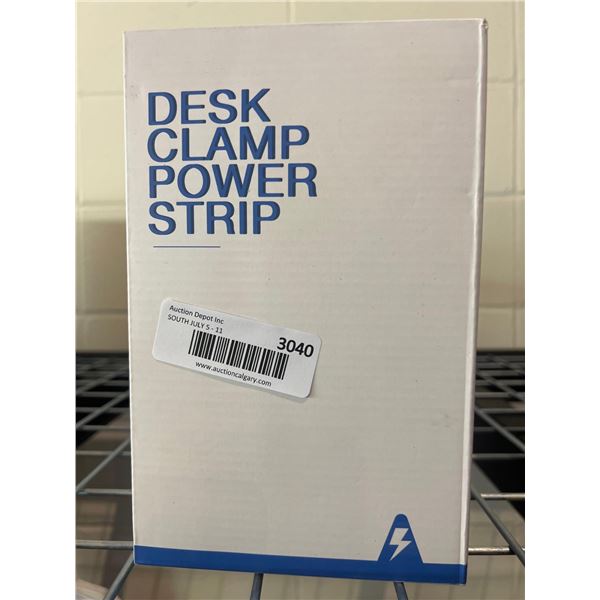 DESK
CLAMP
POWER
STRIP
Auction Depot Inc
SOUTH JULY 5 - 11
3040
www.auctioncalgary.com